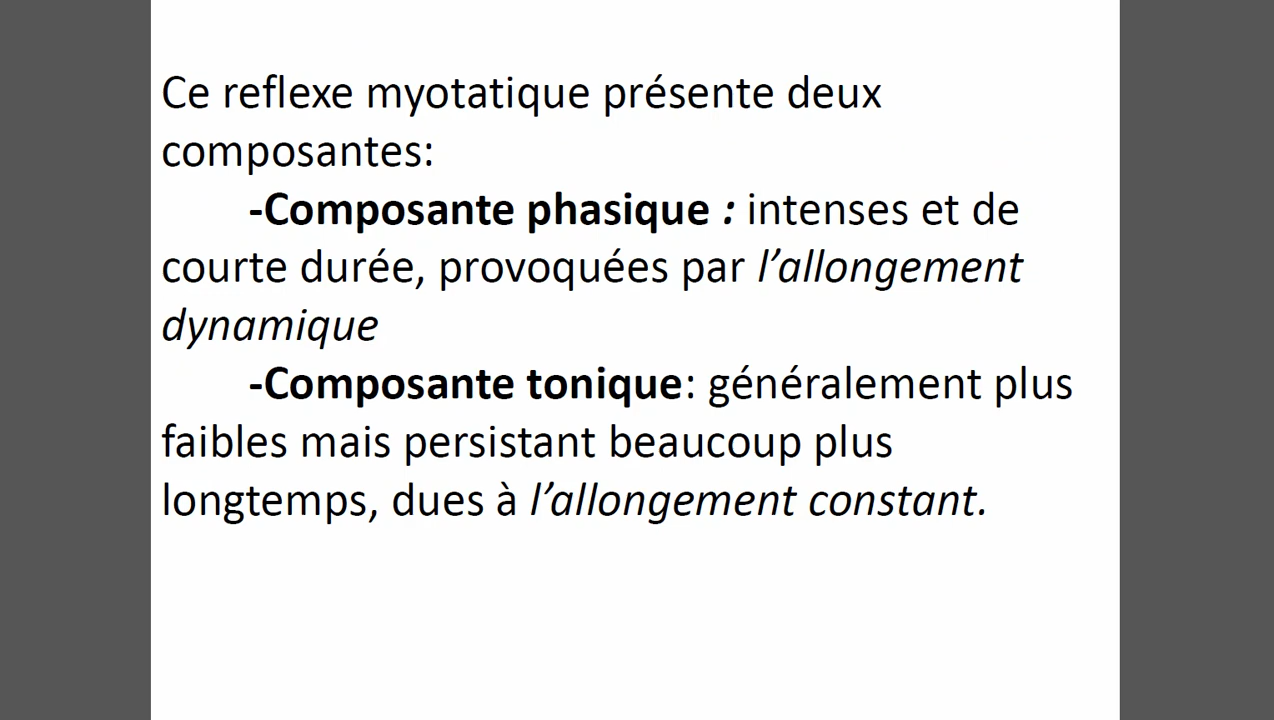 Ce reflexe myotatique présente deux
composantes:
-Composante phasique : intenses et de
courte durée, provoquées par l’allongement
dynamique
-Composante tonique: généralement plus
faibles mais persistant beaucoup plus
longtemps, dues à l’allongement constant.